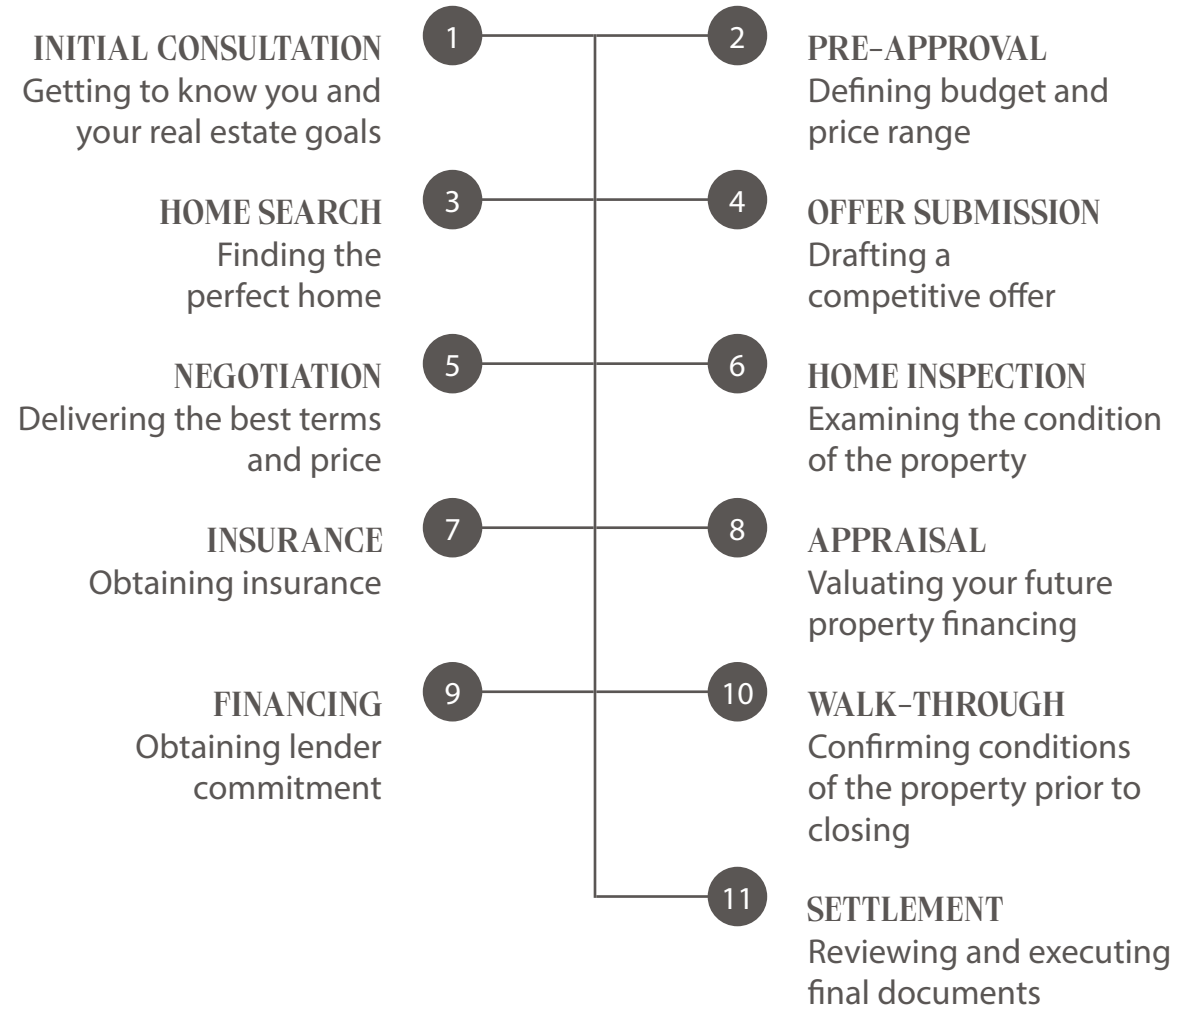 1
INITIAL CONSULTATION
Getting to know you and
your real estate goals
2
PRE-APPROVAL
Defining budget and
price range
3
HOME SEARCH
Finding the
perfect home
4
OFFER SUBMISSION
Drafting a
competitive offer
5
NEGOTIATION
Delivering the best terms
and price
6
HOME INSPECTION
Examining the condition
of the property
7
INSURANCE
Obtaining insurance
8
APPRAISAL
Valuating your future
property financing
9
FINANCING
Obtaining lender
commitment
10
WALK-THROUGH
Confirming conditions
of the property prior to
closing
11
SETTLEMENT
Reviewing and executing
final documents